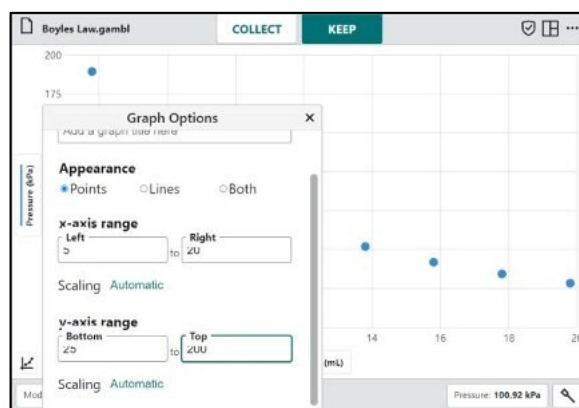 Boyles Law.gambl
COLLECT
KEEP
200
175
Graph Options
Add a graph title here
Appearance
Points
Lines
Both
Pressure (kPa)
x-axis range
Left
5
to
Right
20
Scaling Automatic
y-axis range
Bottom
25
to
Top
200
Scaling Automatic
14
16
18
20
(mL)
Mod
Pressure: 100.92 kPa